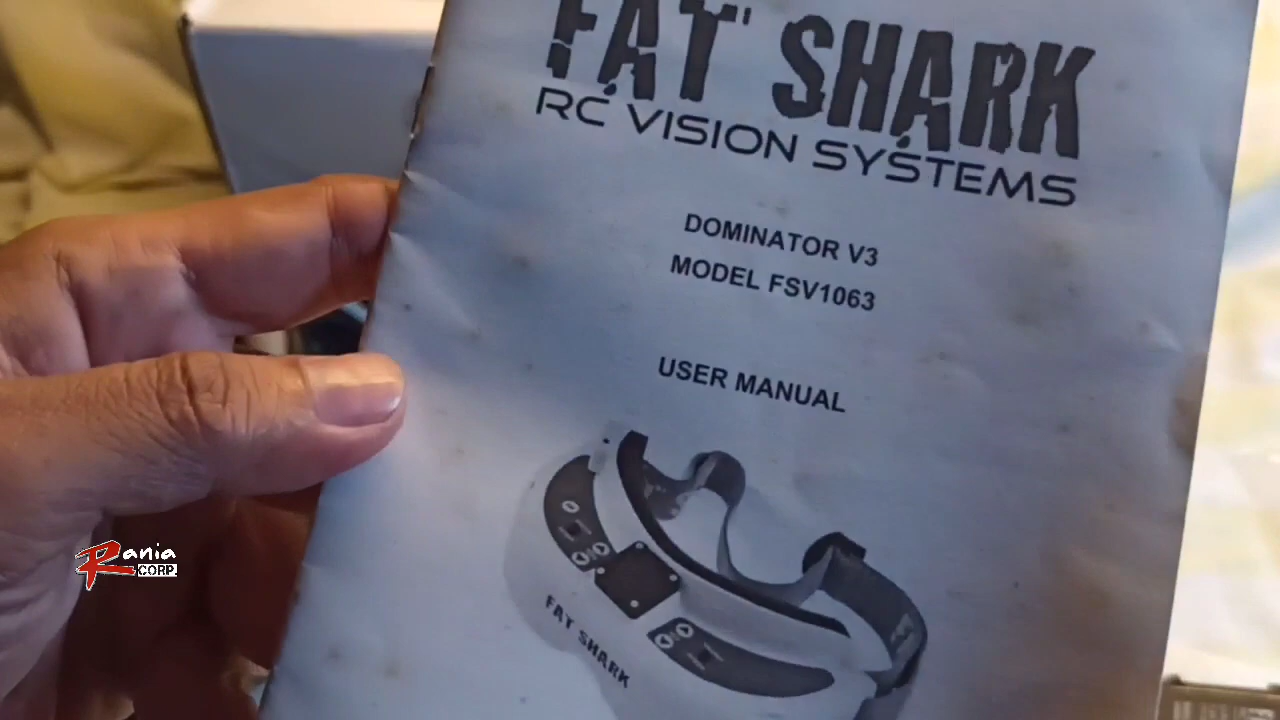 FAT SHARK
RC VISION SYSTEMS
DOMINATOR V3
MODEL FSV1063
USER MANUAL
FAT SHARK
Rania
CORP.